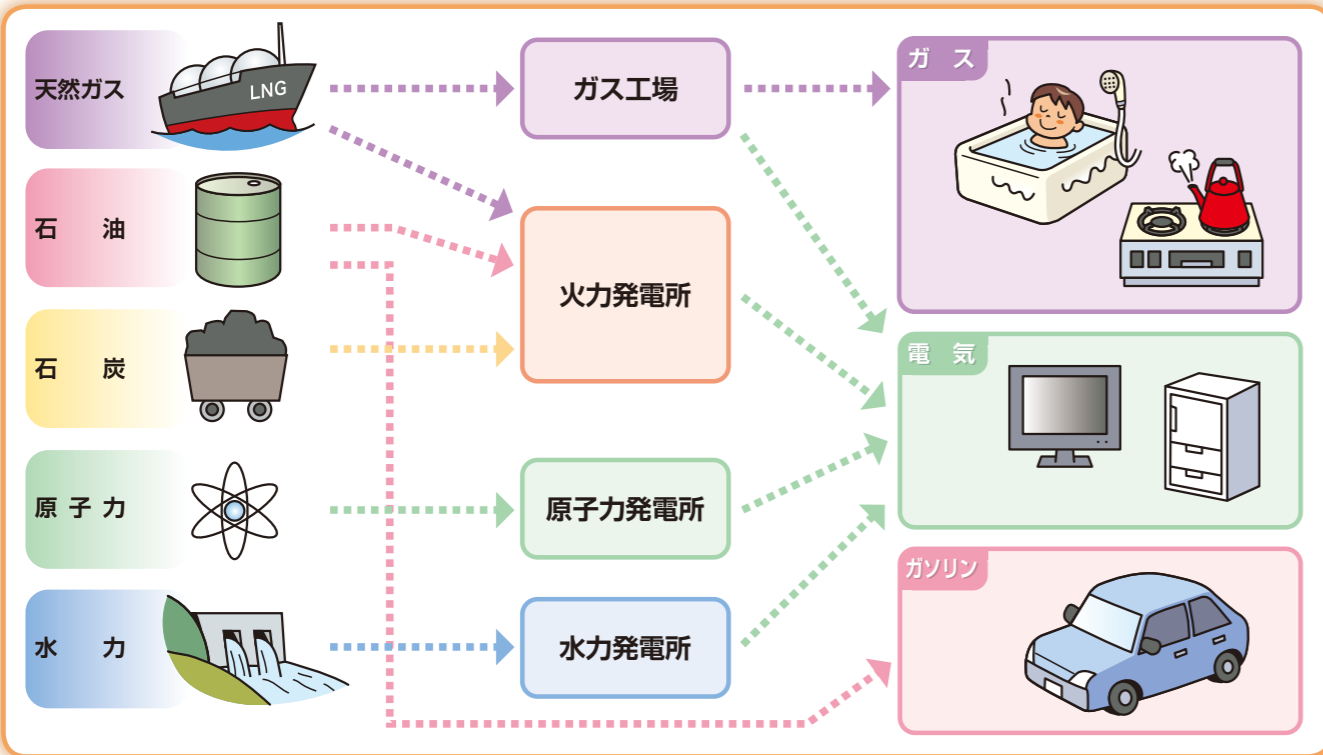 天然ガス
LNG
石油
石炭
原子力
水力
ガス工場
火力発電所
原子力発電所
水力発電所
ガス
電気
ガソリン